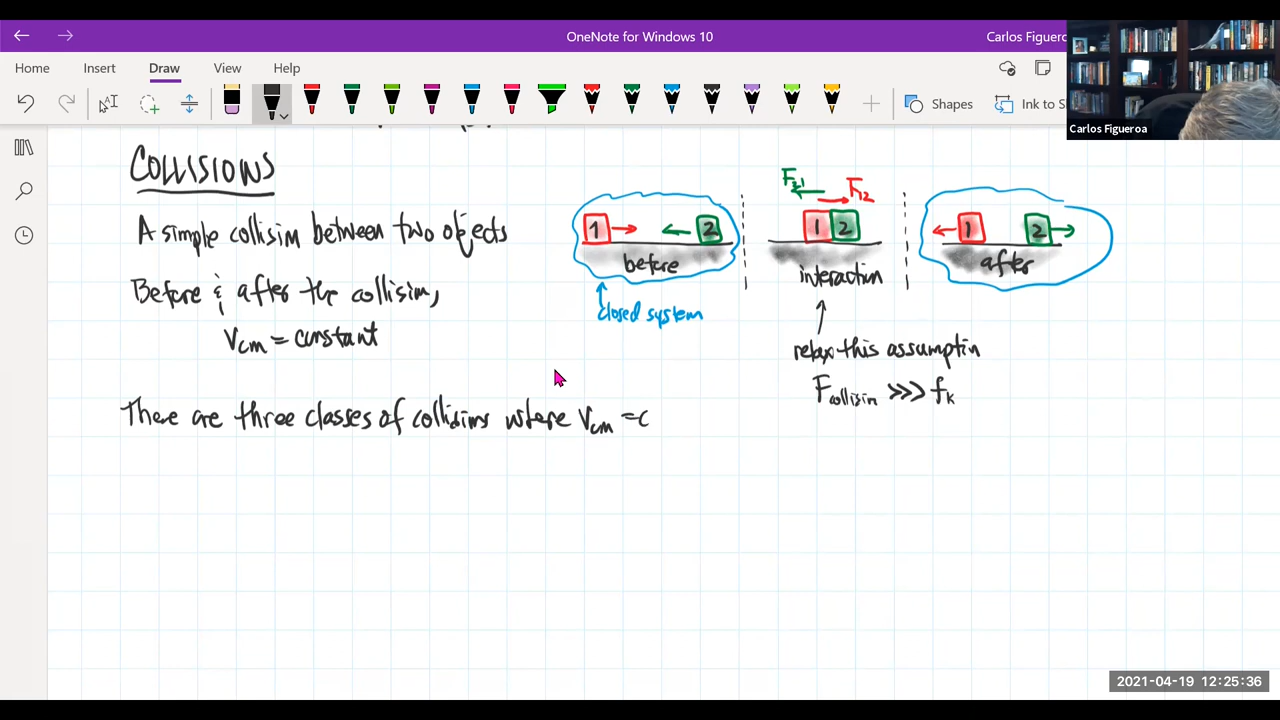 OneNote for Windows 10
Carlos Figueroa
Home Insert Draw View Help
Shapes
Ink to S
Carlos Figueroa
COLLISIONS
A simple collision between two objects
Before & after the collision,
vcm = constant
There are three classes of collisions where vcm = c
1 2
before
closed system
F21 F12
1 2
interaction
relax this assumption
Fcollision >>> fk
1 2
after
2021-04-19 12:25:36